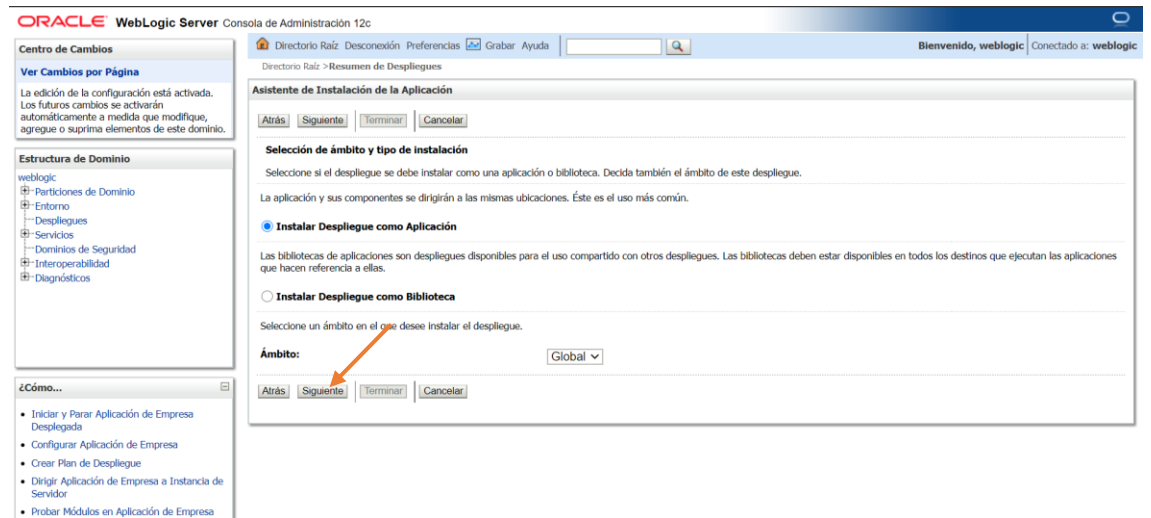 ORACLE WebLogic Server Consola de Administración 12c
Centro de Cambios
Ver Cambios por Página
La edición de la configuración está activada.
Los futuros cambios se activarán
automáticamente a medida que modifique,
agregue o suprima elementos de este dominio.
Estructura de Dominio
weblogic
Particiones de Dominio
Entorno
Despliegues
Servicios
Dominios de Seguridad
Interoperabilidad
Diagnósticos
¿Cómo...
Iniciar y Parar Aplicación de Empresa
Desplegada
Configurar Aplicación de Empresa
Crear Plan de Despliegue
Dirigir Aplicación de Empresa a Instancia de
Servidor
Probar Módulos en Aplicación de Empresa
Directorio Raíz Desconexión Preferencias Grabar Ayuda
Bienvenido, weblogic Conectado a: weblogic
Directorio Raíz >Resumen de Despliegues
Asistente de Instalación de la Aplicación
Atrás Siguiente Terminar Cancelar
Selección de ámbito y tipo de instalación
Seleccione si el despliegue se debe instalar como una aplicación o biblioteca. Decida también el ámbito de este despliegue.
La aplicación y sus componentes se dirigirán a las mismas ubicaciones. Éste es el uso más común.
Instalar Despliegue como Aplicación
Las bibliotecas de aplicaciones son despliegues disponibles para el uso compartido con otros despliegues. Las bibliotecas deben estar disponibles en todos los destinos que ejecutan las aplicaciones
que hacen referencia a ellas.
Instalar Despliegue como Biblioteca
Seleccione un ámbito en el que desee instalar el despliegue.
Ámbito: Global
Atrás Siguiente Terminar Cancelar